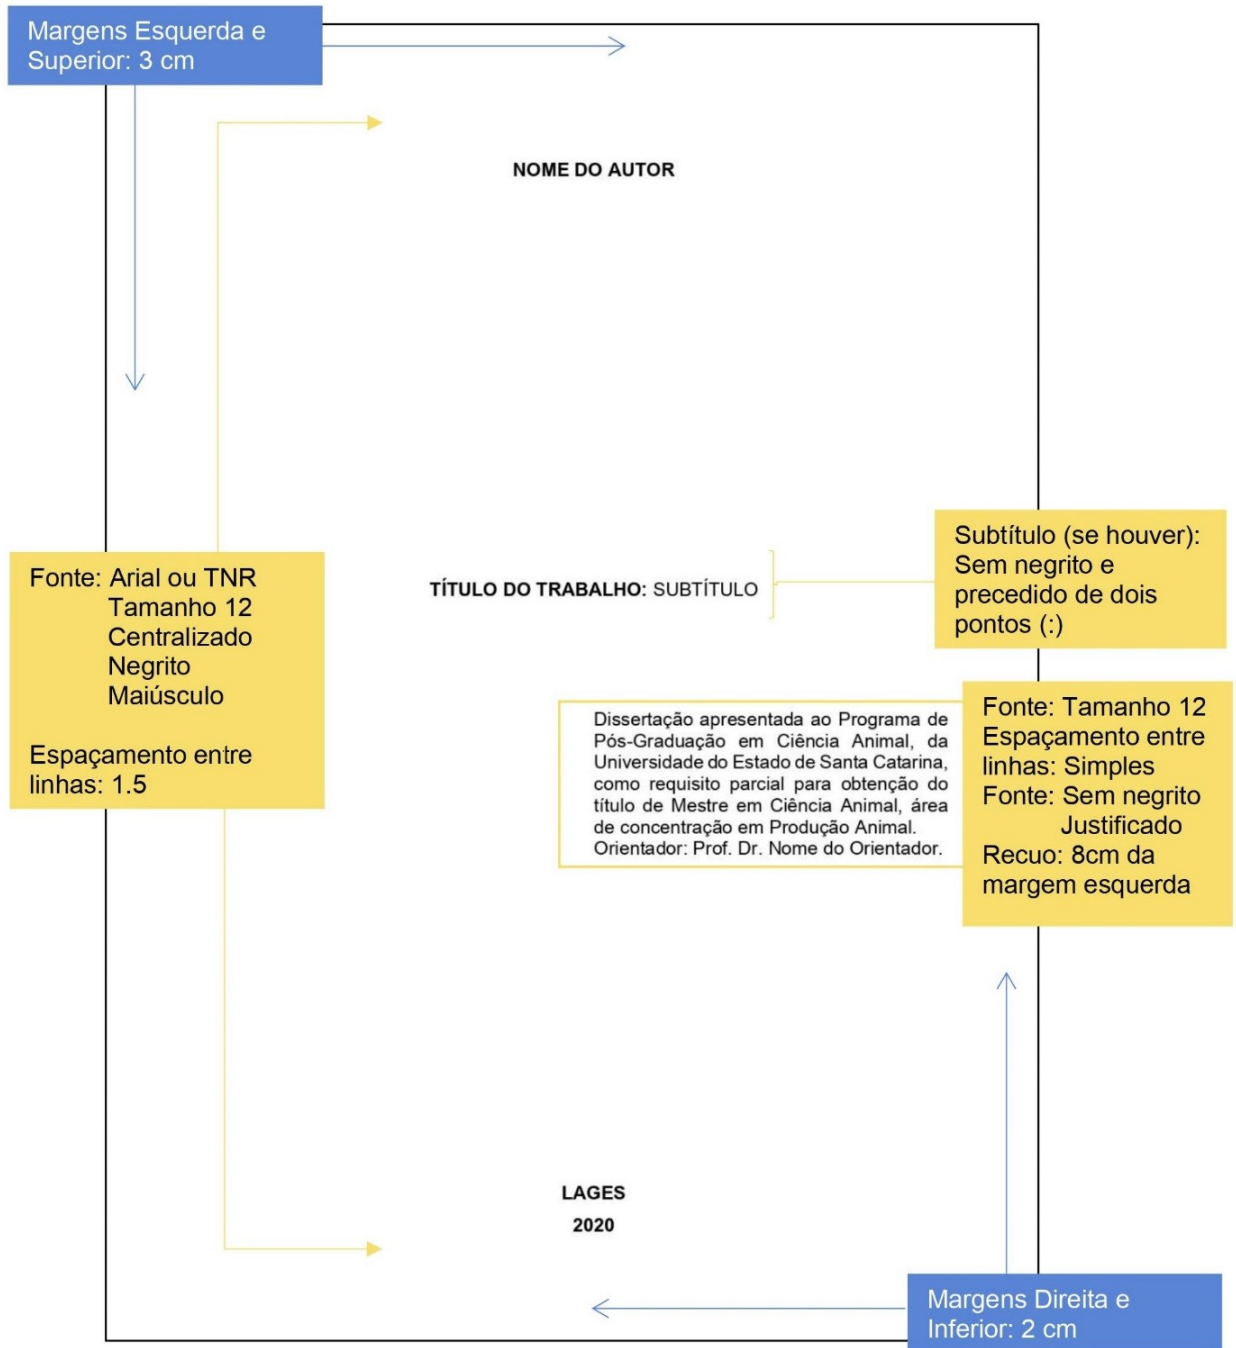 Margens Esquerda e
Superior: 3 cm
NOME DO AUTOR
Fonte: Arial ou TNR
Tamanho 12
Centralizado
Negrito
Maiúsculo
Espaçamento entre
linhas: 1.5
TÍTULO DO TRABALHO: SUBTÍTULO
Subtítulo (se houver):
Sem negrito e
precedido de dois
pontos (:)
Dissertação apresentada ao Programa de
Pós-Graduação em Ciência Animal, da
Universidade do Estado de Santa Catarina,
como requisito parcial para obtenção do
título de Mestre em Ciência Animal, área
de concentração em Produção Animal.
Orientador: Prof. Dr. Nome do Orientador.
Fonte: Tamanho 12
Espaçamento entre
linhas: Simples
Fonte: Sem negrito
Justificado
Recuo: 8cm da
margem esquerda
LAGES
2020
Margens Direita e
Inferior: 2 cm